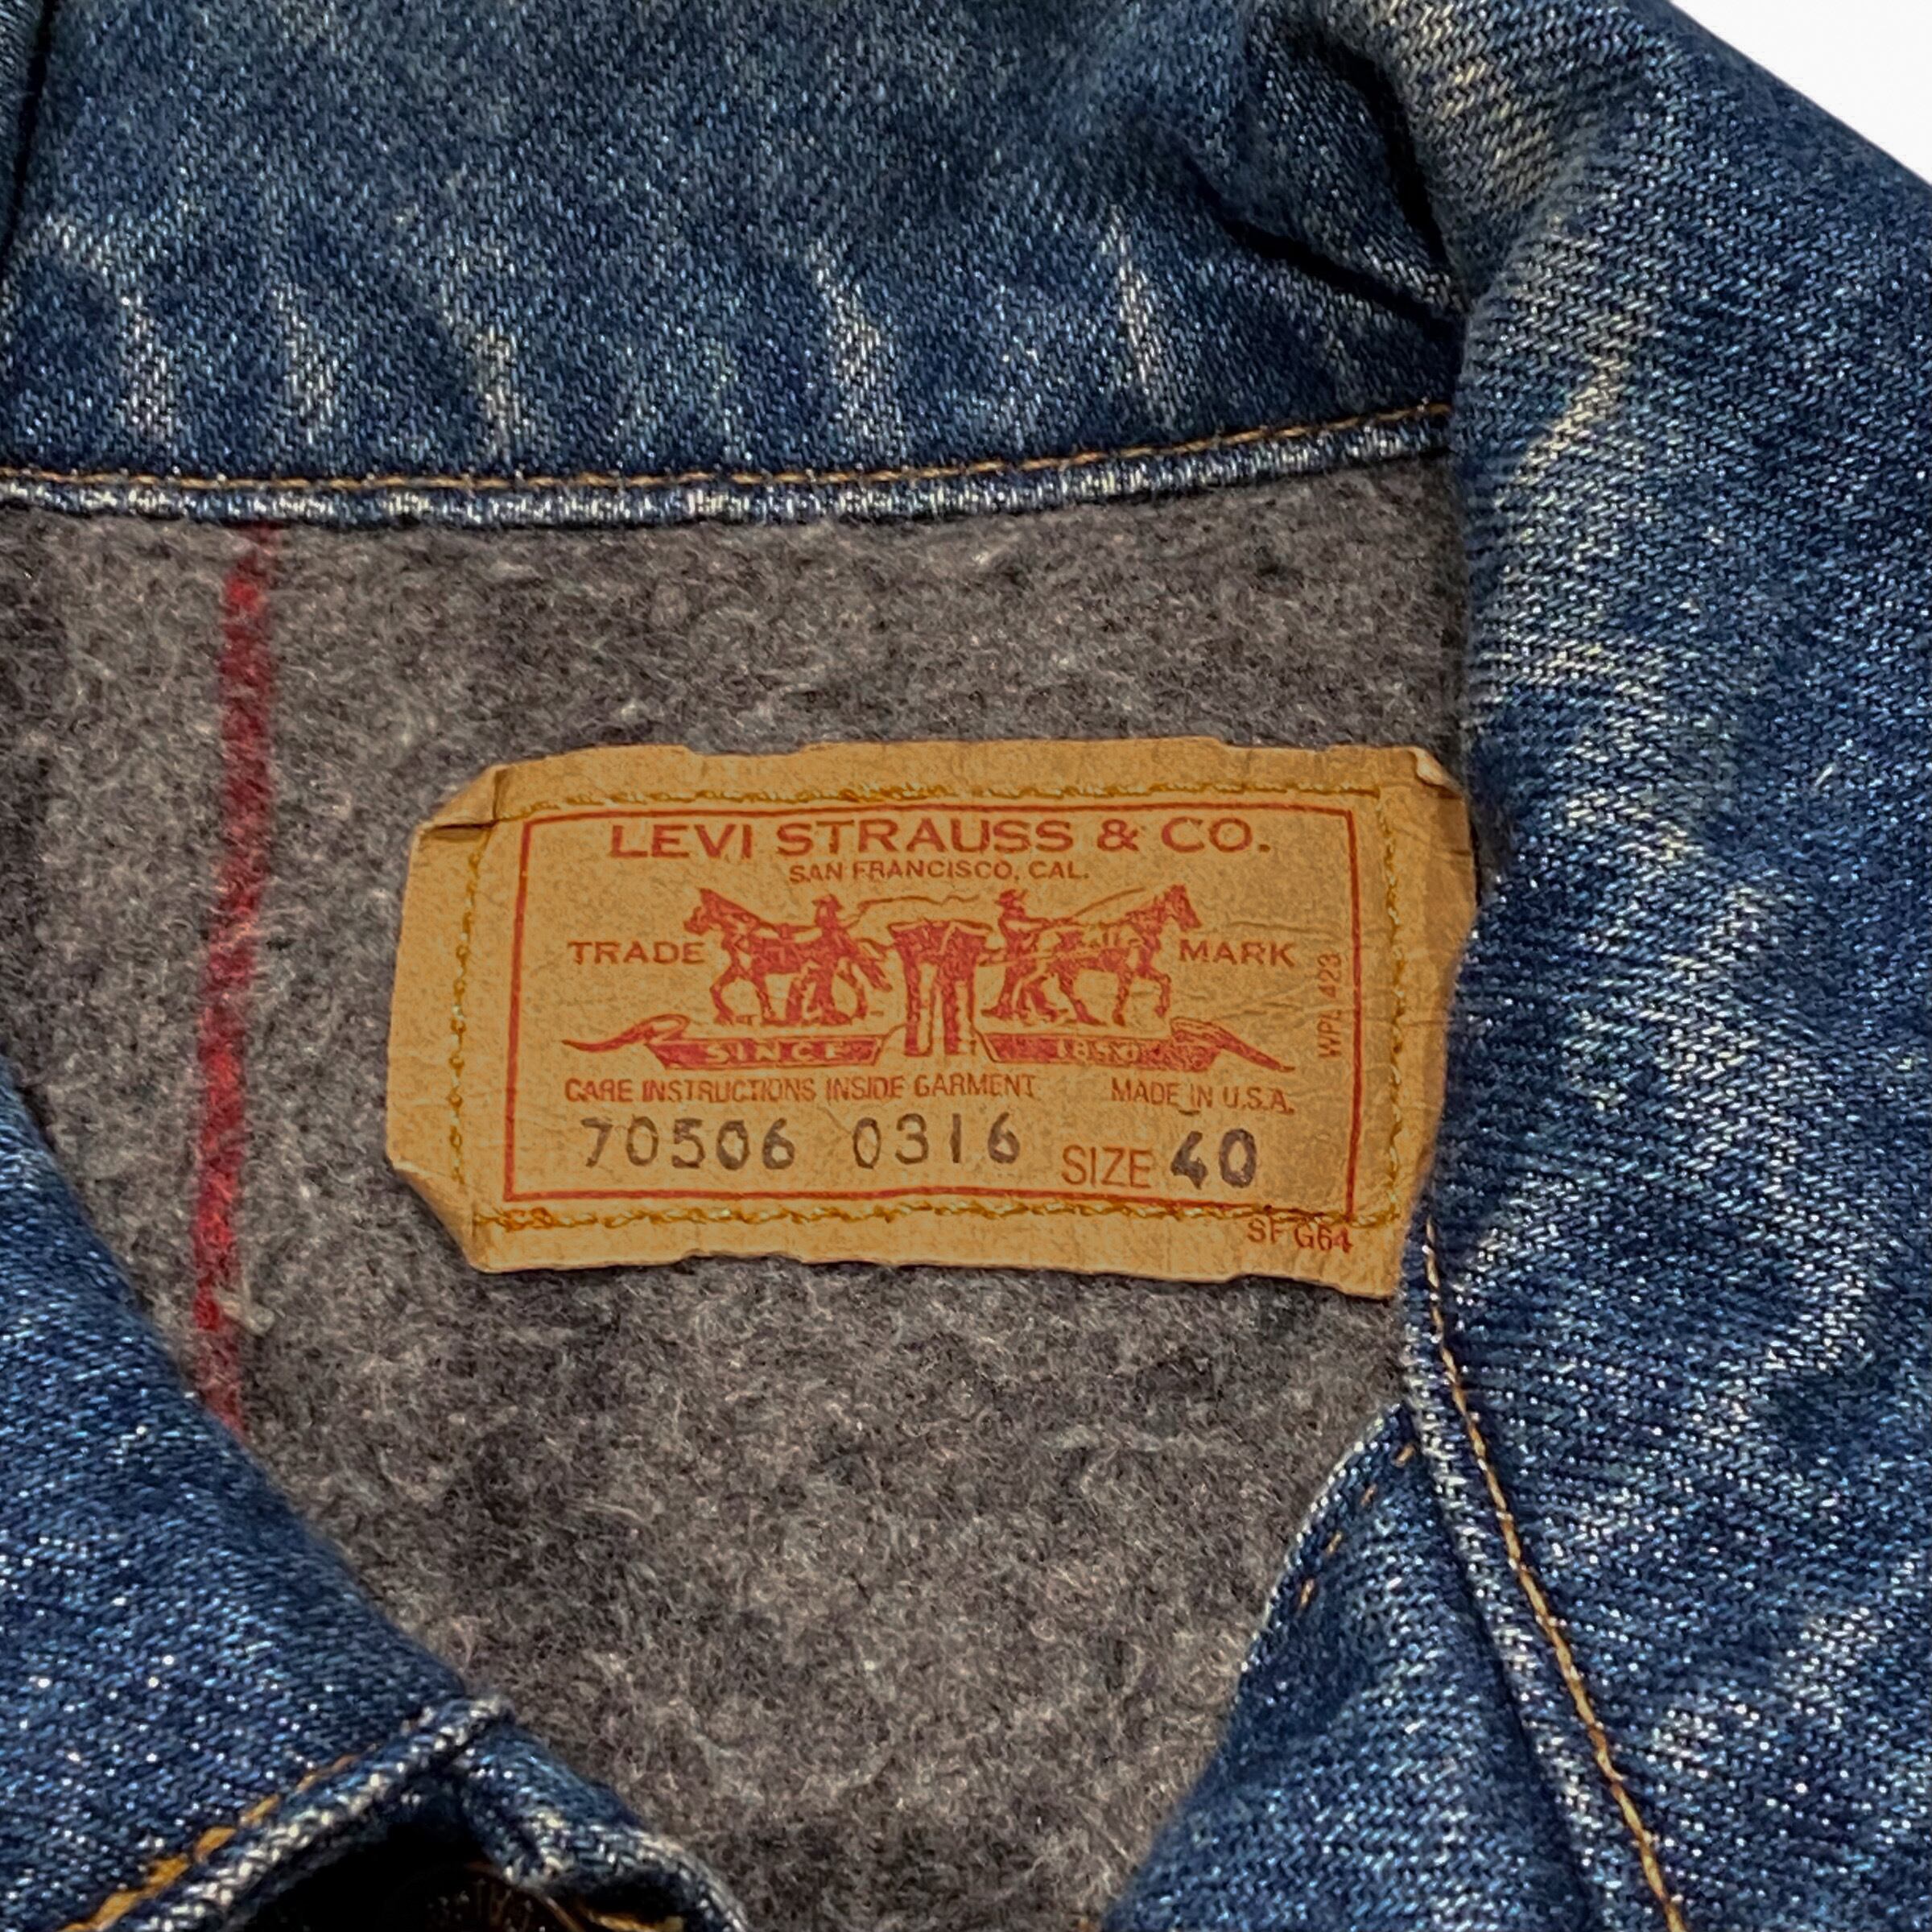 LEVI STRAUSS & CO.
SAN FRANCISCO, CAL.
TRADE MARK
WPL 423
SINCE 1850
CARE INSTRUCTIONS INSIDE GARMENT MADE IN U.S.A.
70506 0316 SIZE 40
SF G64